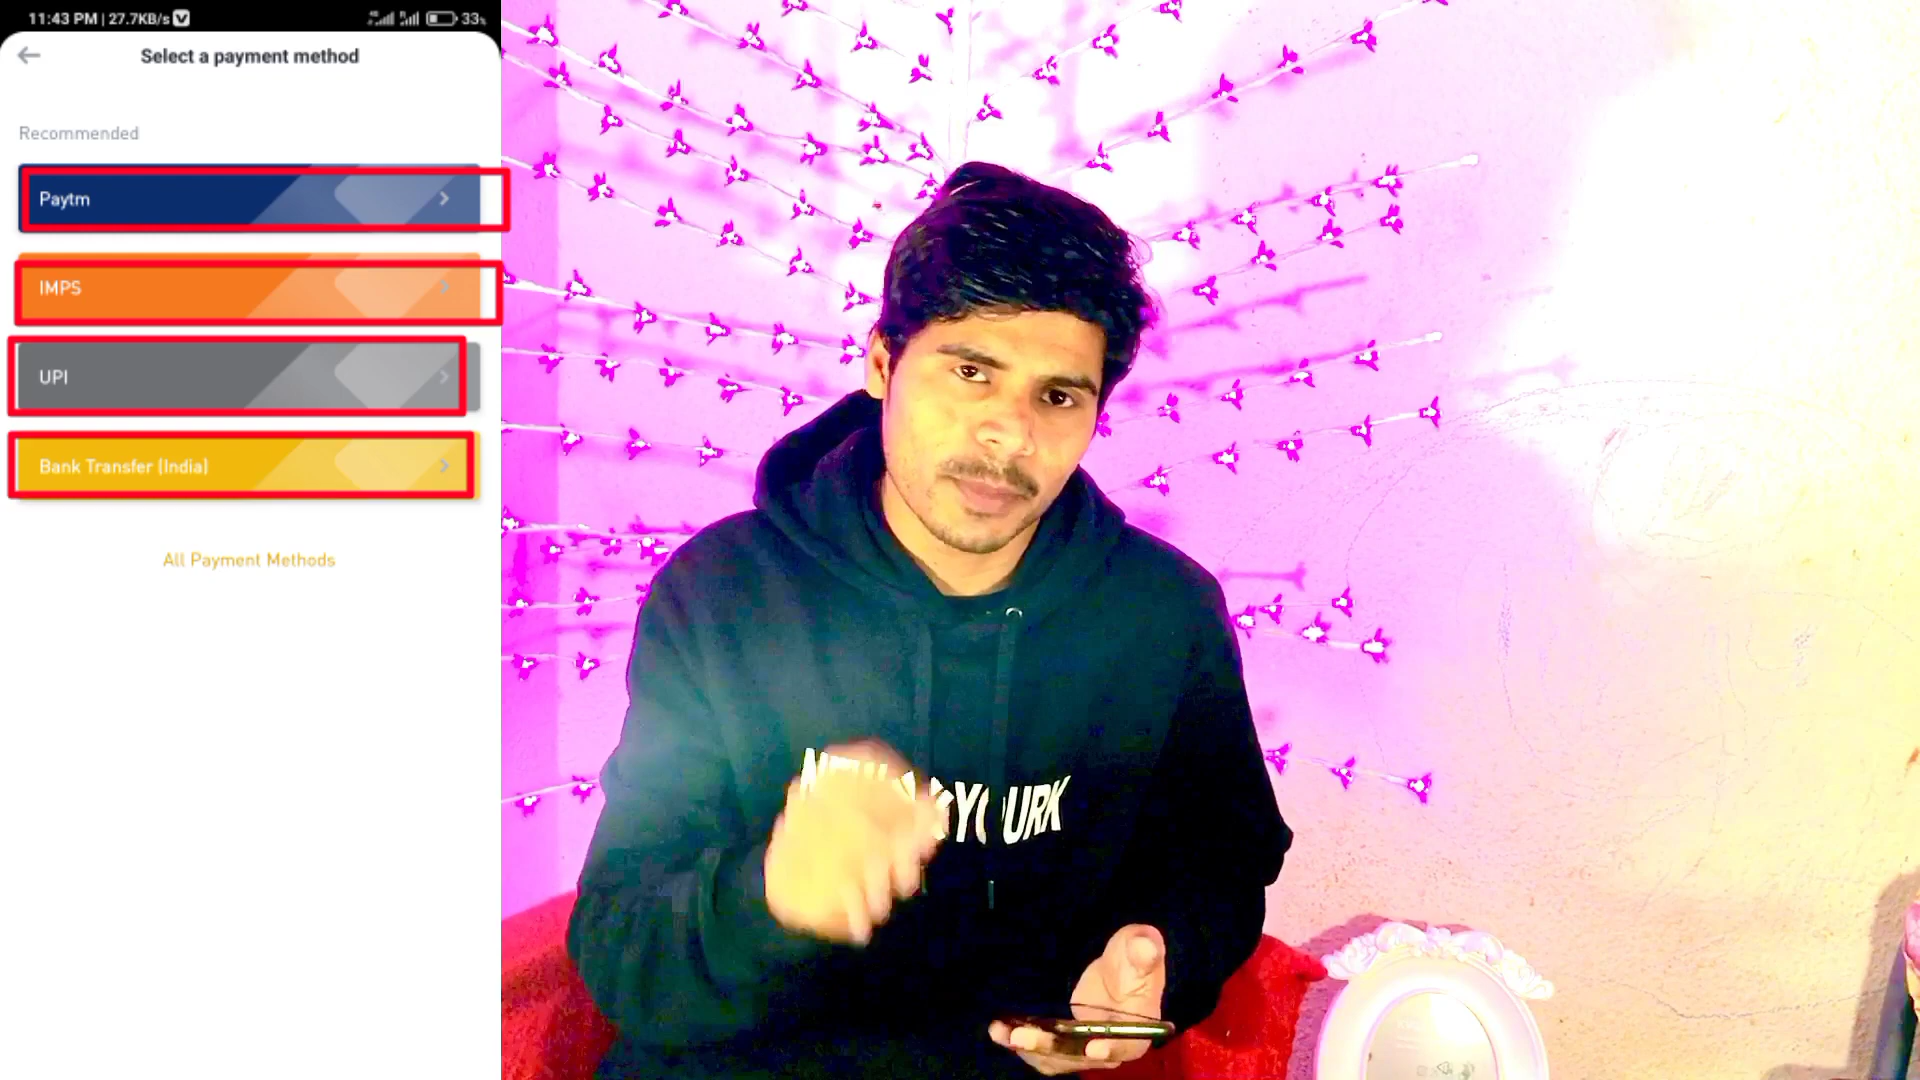 11:43 PM | 27.7KB/s
33%
Select a payment method
Recommended
Paytm
IMPS
UPI
Bank Transfer (India)
All Payment Methods